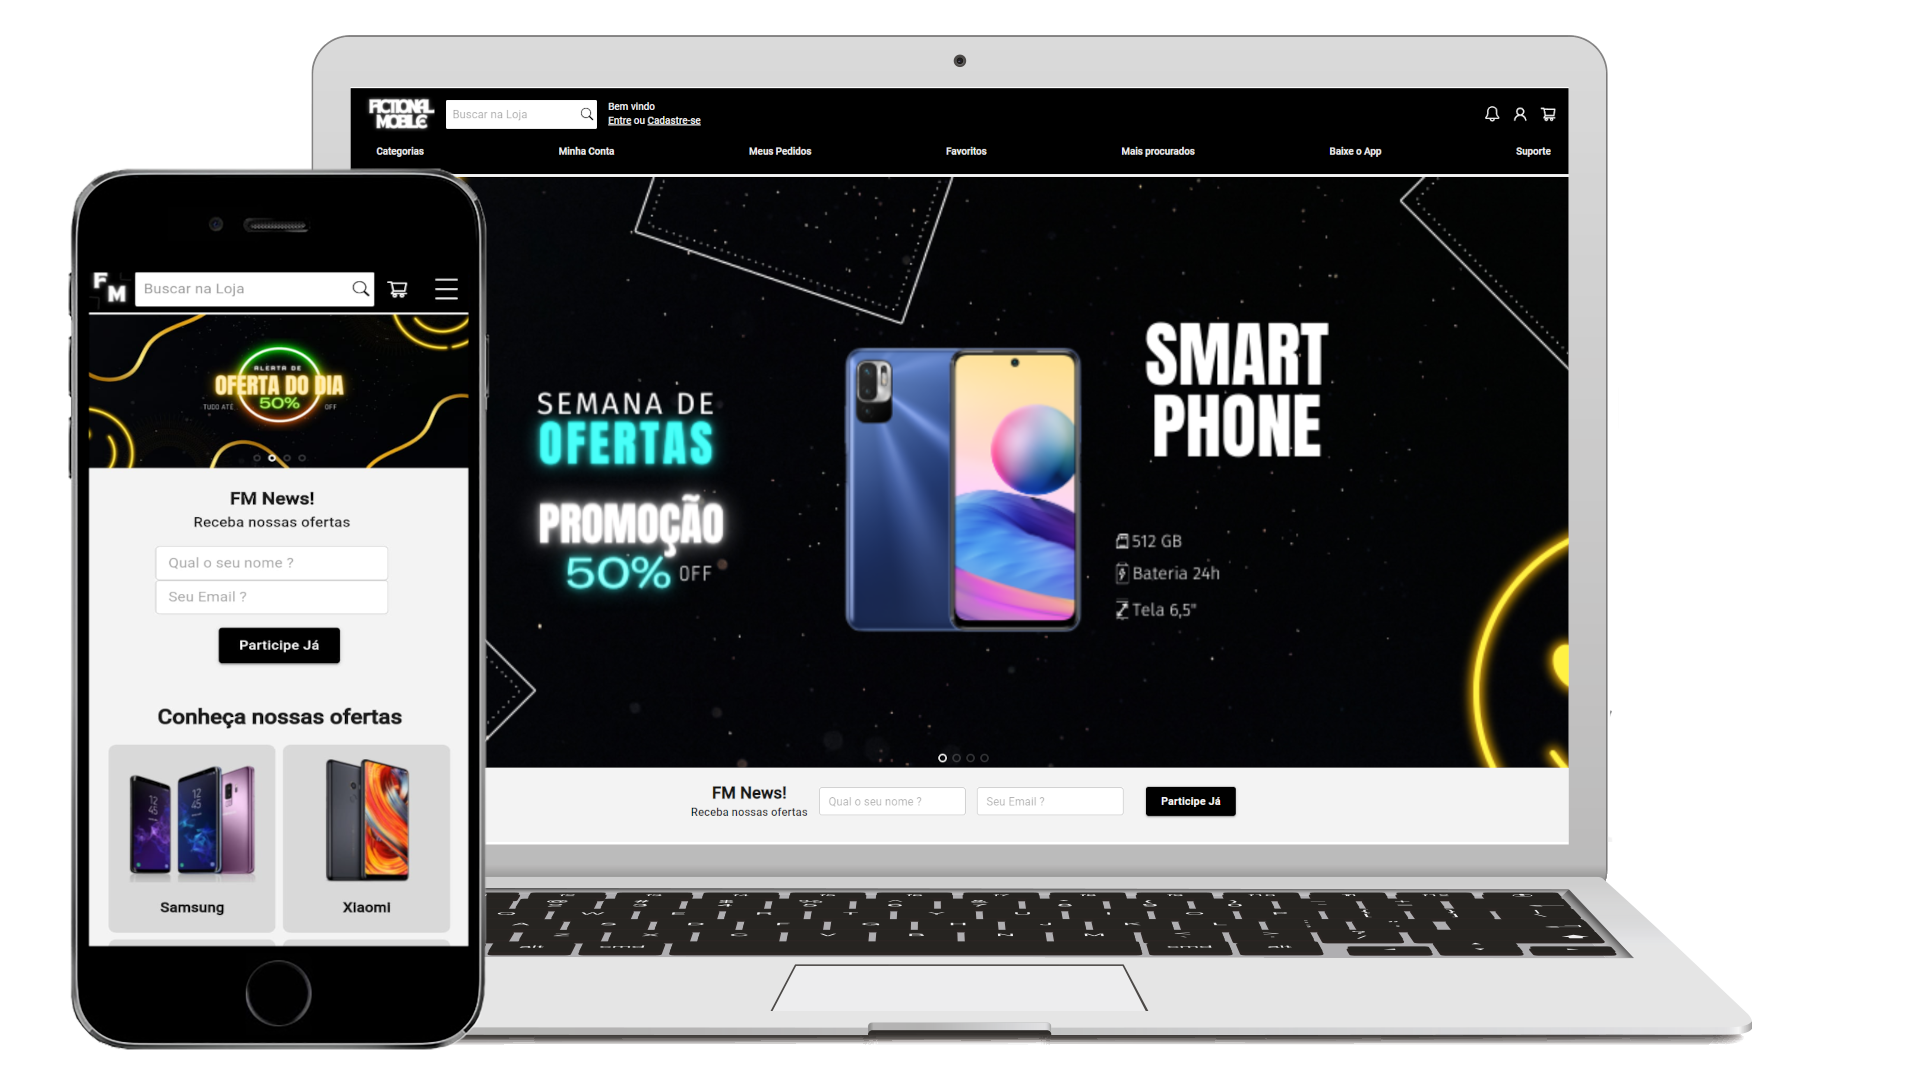 FICTIONAL
MOBILE
Buscar na Loja
Bem vindo
Entre ou Cadastre-se
Categorias
Minha Conta
Meus Pedidos
Favoritos
Mais procurados
Baixe o App
Suporte
SEMANA DE
OFERTAS
PROMOÇÃO
50% OFF
SMART
PHONE
512 GB
Bateria 24h
Tela 6,5"
FM News!
Receba nossas ofertas
Qual o seu nome ?
Seu Email ?
Participe Já
F
M
Buscar na Loja
ALERTA DE
OFERTA DO DIA
TUDO ATÉ 50% OFF
FM News!
Receba nossas ofertas
Qual o seu nome ?
Seu Email ?
Participe Já
Conheça nossas ofertas
Samsung
XIaomi
alt
cmd
cmd
alt